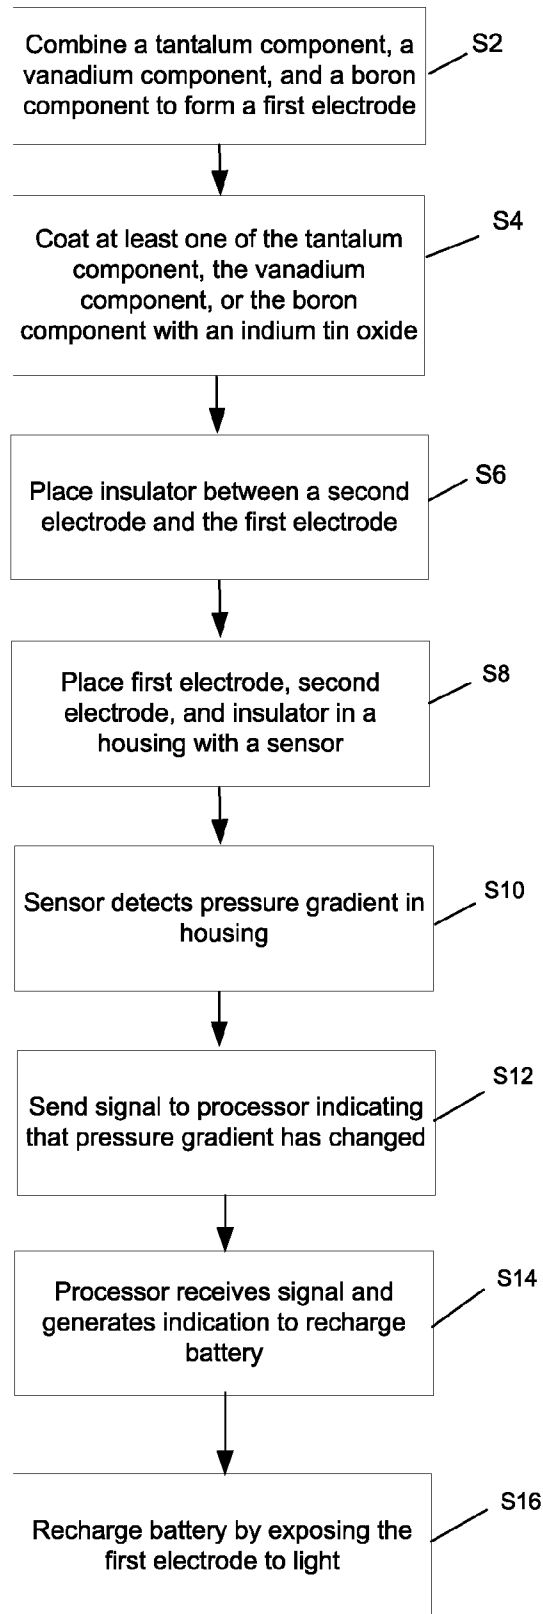 Combine a tantalum component, a
vanadium component, and a boron
component to form a first electrode
S2
Coat at least one of the tantalum
component, the vanadium
component, or the boron
component with an indium tin oxide
S4
Place insulator between a second
electrode and the first electrode
S6
Place first electrode, second
electrode, and insulator in a
housing with a sensor
S8
Sensor detects pressure gradient in
housing
S10
Send signal to processor indicating
that pressure gradient has changed
S12
Processor receives signal and
generates indication to recharge
battery
S14
Recharge battery by exposing the
first electrode to light
S16